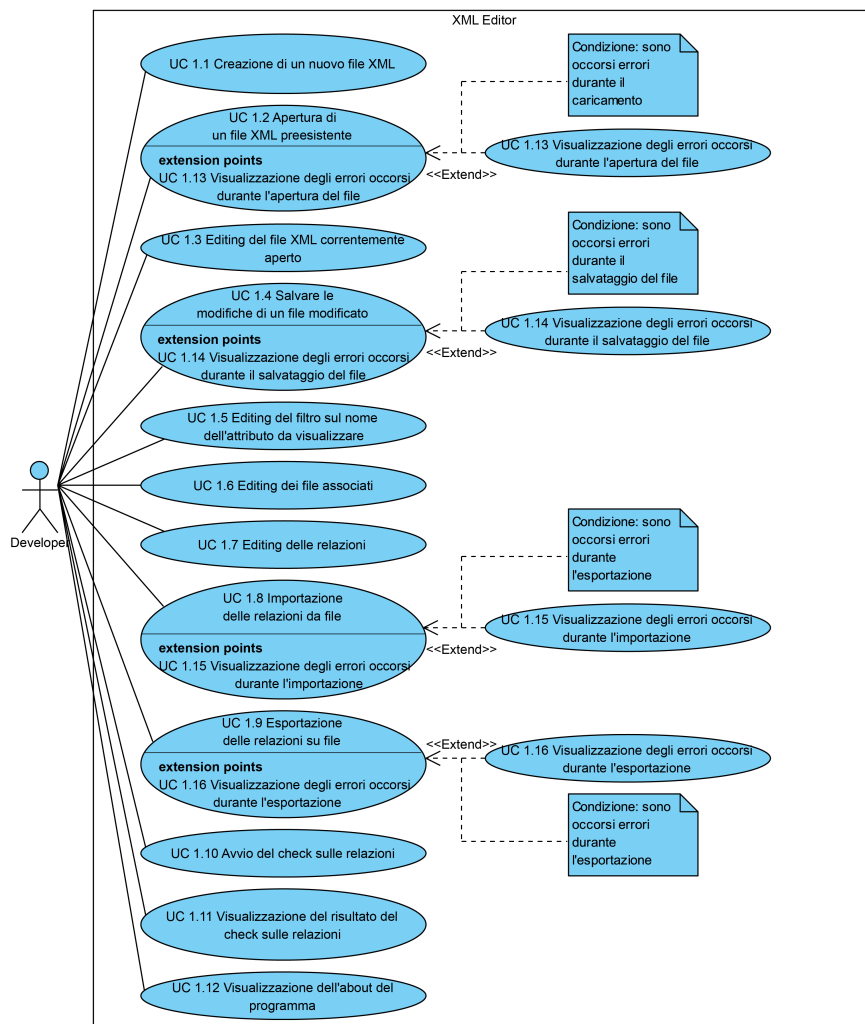 XML Editor
UC 1.1 Creazione di un nuovo file XML
Condizione: sono
occorsi errori
durante il
caricamento
UC 1.2 Apertura di
un file XML preesistente
extension points
UC 1.13 Visualizzazione degli errori occorsi
durante l'apertura del file
<<Extend>>
UC 1.13 Visualizzazione degli errori occorsi
durante l'apertura del file
UC 1.3 Editing del file XML correntemente
aperto
Condizione: sono
occorsi errori
durante il
salvataggio del file
UC 1.4 Salvare le
modifiche di un file modificato
extension points
UC 1.14 Visualizzazione degli errori occorsi
durante il salvataggio del file
<<Extend>>
UC 1.14 Visualizzazione degli errori occorsi
durante il salvataggio del file
UC 1.5 Editing del filtro sul nome
dell'attributo da visualizzare
UC 1.6 Editing dei file associati
Developer
UC 1.7 Editing delle relazioni
Condizione: sono
occorsi errori
durante
l'esportazione
UC 1.8 Importazione
delle relazioni da file
extension points
UC 1.15 Visualizzazione degli errori occorsi
durante l'importazione
<<Extend>>
UC 1.15 Visualizzazione degli errori occorsi
durante l'importazione
UC 1.9 Esportazione
delle relazioni su file
extension points
UC 1.16 Visualizzazione degli errori occorsi
durante l'esportazione
<<Extend>>
UC 1.16 Visualizzazione degli errori occorsi
durante l'esportazione
Condizione: sono
occorsi errori
durante
l'esportazione
UC 1.10 Avvio del check sulle relazioni
UC 1.11 Visualizzazione del risultato del
check sulle relazioni
UC 1.12 Visualizzazione dell'about del
programma